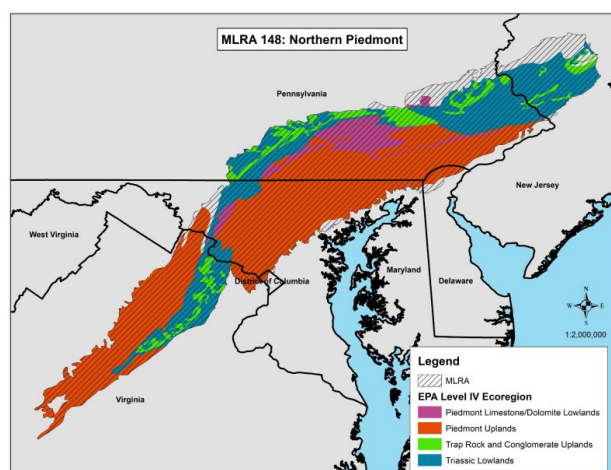 MLRA 148: Northern Piedmont
Pennsylvania
New Jersey
West Virginia
District of Columbia
Maryland
Delaware
Virginia
N
W
E
S
1:2,000,000
Legend
MLRA
EPA Level IV Ecoregion
Piedmont Limestone/Dolomite Lowlands
Piedmont Uplands
Trap Rock and Conglomerate Uplands
Triassic Lowlands